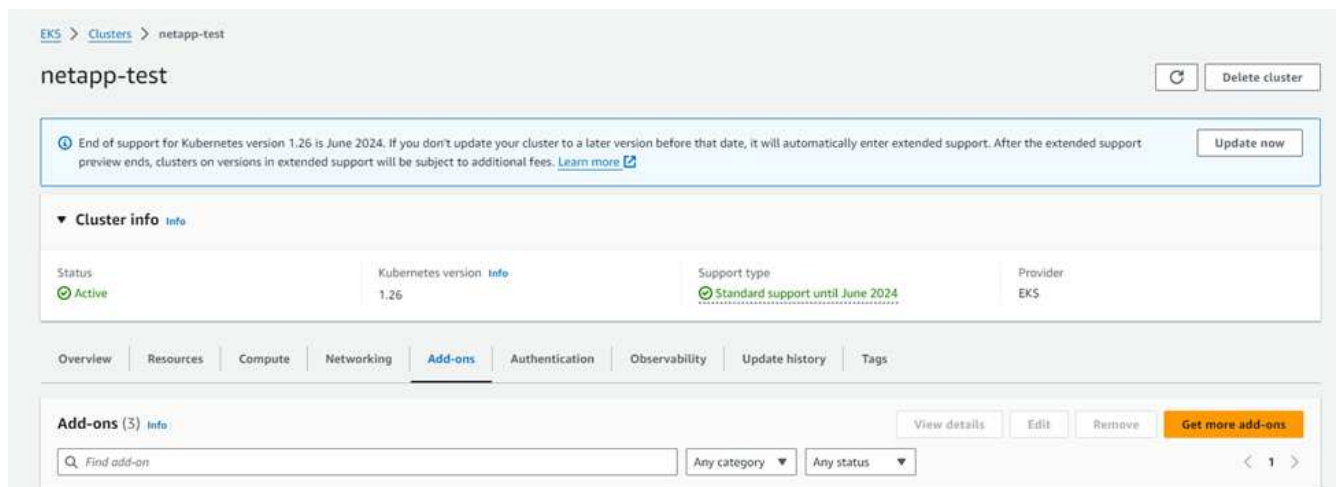 EKS > Clusters > netapp-test
netapp-test
Delete cluster
End of support for Kubernetes version 1.26 is June 2024. If you don't update your cluster to a later version before that date, it will automatically enter extended support. After the extended support
preview ends, clusters on versions in extended support will be subject to additional fees. Learn more
Update now
Cluster info Info
Status
Active
Kubernetes version Info
1.26
Support type
Standard support until June 2024
Provider
EKS
Overview Resources Compute Networking Add-ons Authentication Observability Update history Tags
Add-ons (3) Info
View details Edit Remove Get more add-ons
Find add-on
Any category Any status
< 1 >